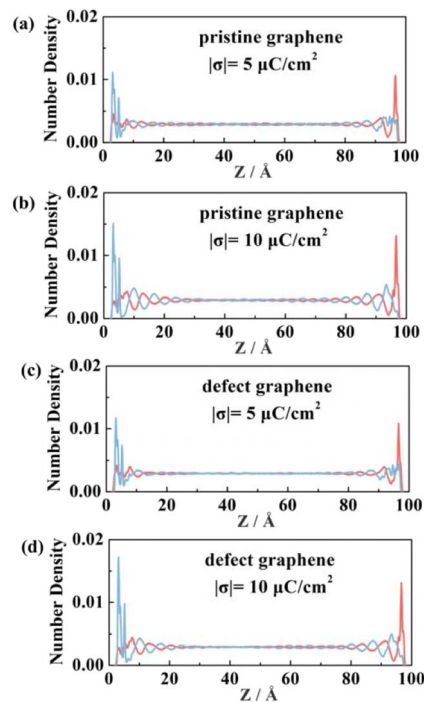 (a)
Number Density
0.02
0.01
0.00
pristine graphene
|σ|= 5 μC/cm²
0 20 40 60 80 100
Z / Å
(b)
Number Density
0.02
0.01
0.00
pristine graphene
|σ|= 10 μC/cm²
0 20 40 60 80 100
Z / Å
(c)
Number Density
0.02
0.01
0.00
defect graphene
|σ|= 5 μC/cm²
0 20 40 60 80 100
Z / Å
(d)
Number Density
0.02
0.01
0.00
defect graphene
|σ|= 10 μC/cm²
0 20 40 60 80 100
Z / Å